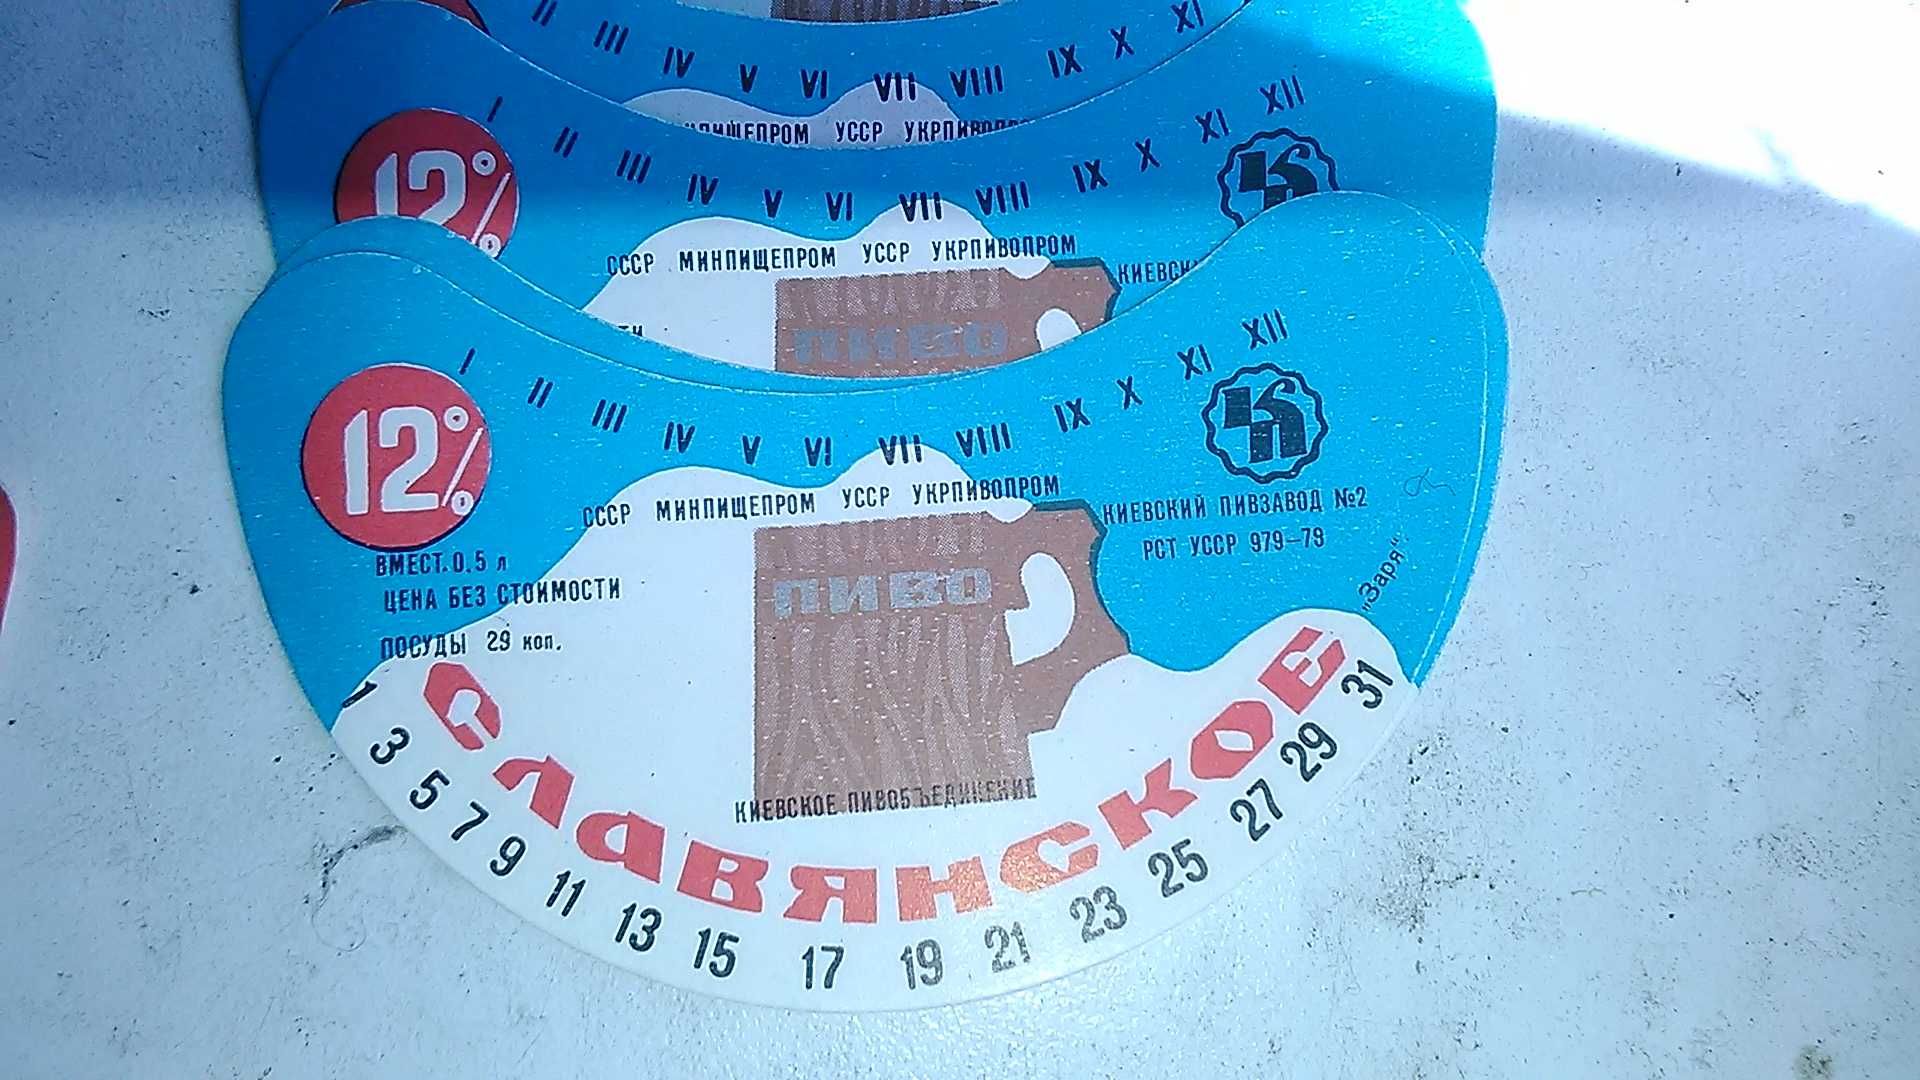 II III IV V VI VII VIII IX X XI
УССР
I II III IV V VI VII VIII IX X XI XII
12%
СССР МИНПИЩЕПРОМ УССР УКРПИВОПРОМ
ПИВО
I II III IV V VI VII VIII IX X XI XII
12%
КП
СССР МИНПИЩЕПРОМ УССР УКРПИВОПРОМ
КИЕВСКИЙ ПИВЗАВОД №2
РСТ УССР 979-79
ВМЕСТ. 0.5 л
ЦЕНА БЕЗ СТОИМОСТИ
ПОСУДЫ 29 коп.
ПИВО
„Заря“
КИЕВСКОЕ ПИВОБЪЕДИНЕНИЕ
СЛАВЯНСКОЕ
1 3 5 7 9 11 13 15 17 19 21 23 25 27 29 31